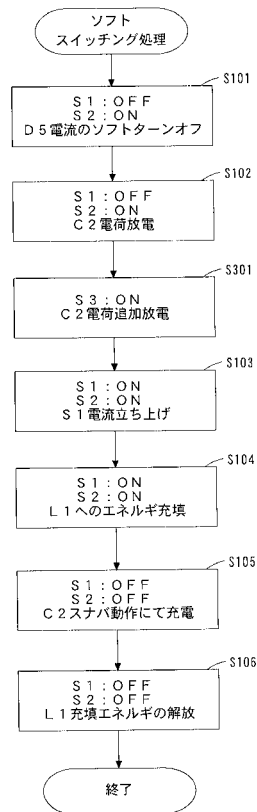 ソフト
スイッチング処理
S101
S1:OFF
S2:ON
D5電流のソフトターンオフ
S102
S1:OFF
S2:ON
C2電荷放電
S301
S3:ON
C2電荷追加放電
S103
S1:ON
S2:ON
S1電流立ち上げ
S104
S1:ON
S2:ON
L1へのエネルギ充填
S105
S1:OFF
S2:OFF
C2スナバ動作にて充電
S106
S1:OFF
S2:OFF
L1充填エネルギの解放
終了